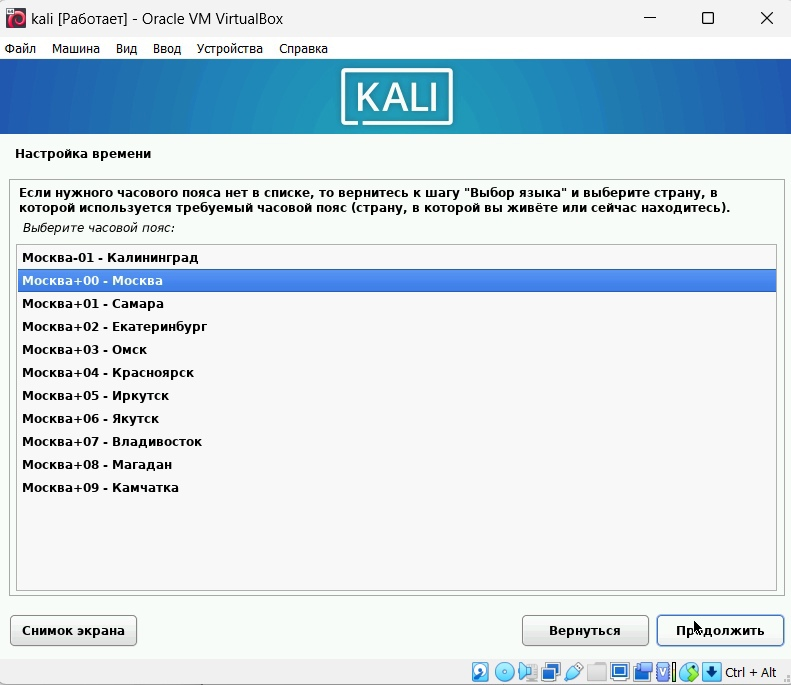 kali [Работает] - Oracle VM VirtualBox
Файл Машина Вид Ввод Устройства Справка
KALI
Настройка времени
Если нужного часового пояса нет в списке, то вернитесь к шагу "Выбор языка" и выберите страну, в
которой используется требуемый часовой пояс (страну, в которой вы живёте или сейчас находитесь).
Выберите часовой пояс:
Москва-01 - Калининград
Москва+00 - Москва
Москва+01 - Самара
Москва+02 - Екатеринбург
Москва+03 - Омск
Москва+04 - Красноярск
Москва+05 - Иркутск
Москва+06 - Якутск
Москва+07 - Владивосток
Москва+08 - Магадан
Москва+09 - Камчатка
Снимок экрана Вернуться Продолжить
Ctrl + Alt